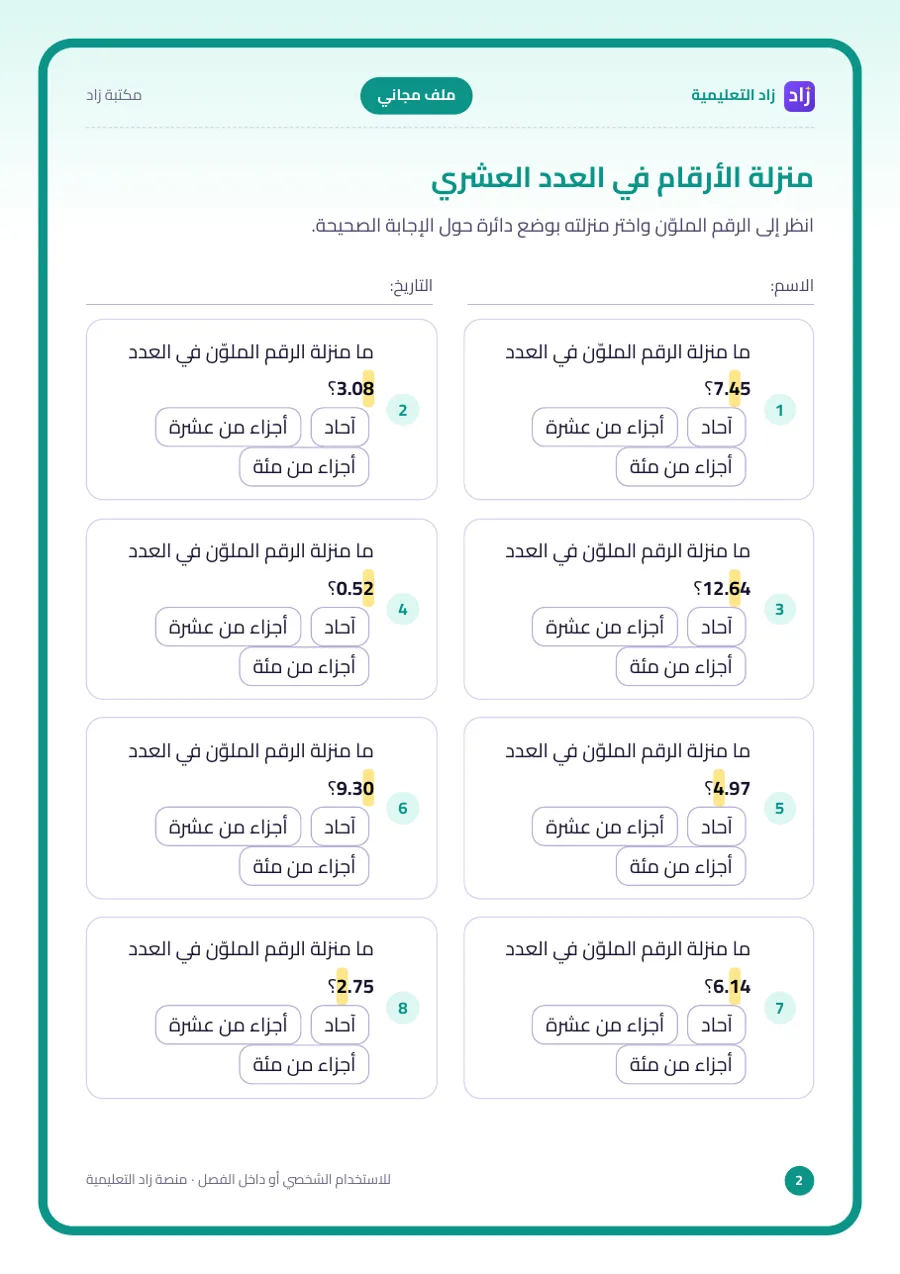 زاد
زاد التعليمية
ملف مجاني
مكتبة زاد
منزلة الأرقام في العدد العشري
انظر إلى الرقم الملوّن واختر منزلته بوضع دائرة حول الإجابة الصحيحة.
الاسم:
التاريخ:
1
ما منزلة الرقم الملوّن في العدد
7.45؟
آحاد
أجزاء من عشرة
أجزاء من مئة
2
ما منزلة الرقم الملوّن في العدد
3.08؟
آحاد
أجزاء من عشرة
أجزاء من مئة
3
ما منزلة الرقم الملوّن في العدد
12.64؟
آحاد
أجزاء من عشرة
أجزاء من مئة
4
ما منزلة الرقم الملوّن في العدد
0.52؟
آحاد
أجزاء من عشرة
أجزاء من مئة
5
ما منزلة الرقم الملوّن في العدد
4.97؟
آحاد
أجزاء من عشرة
أجزاء من مئة
6
ما منزلة الرقم الملوّن في العدد
9.30؟
آحاد
أجزاء من عشرة
أجزاء من مئة
7
ما منزلة الرقم الملوّن في العدد
6.14؟
آحاد
أجزاء من عشرة
أجزاء من مئة
8
ما منزلة الرقم الملوّن في العدد
2.75؟
آحاد
أجزاء من عشرة
أجزاء من مئة
2
للاستخدام الشخصي أو داخل الفصل · منصة زاد التعليمية